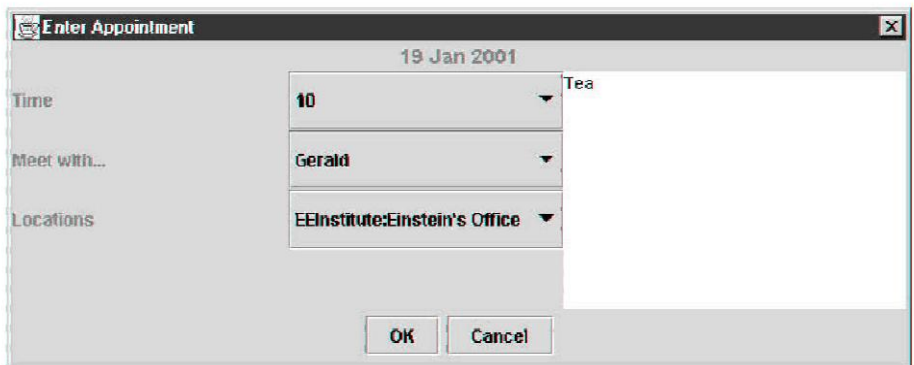 Enter Appointment
19 Jan 2001
Time
10
Tea
Meet with...
Gerald
Locations
EEInstitute:Einstein's Office
OK
Cancel